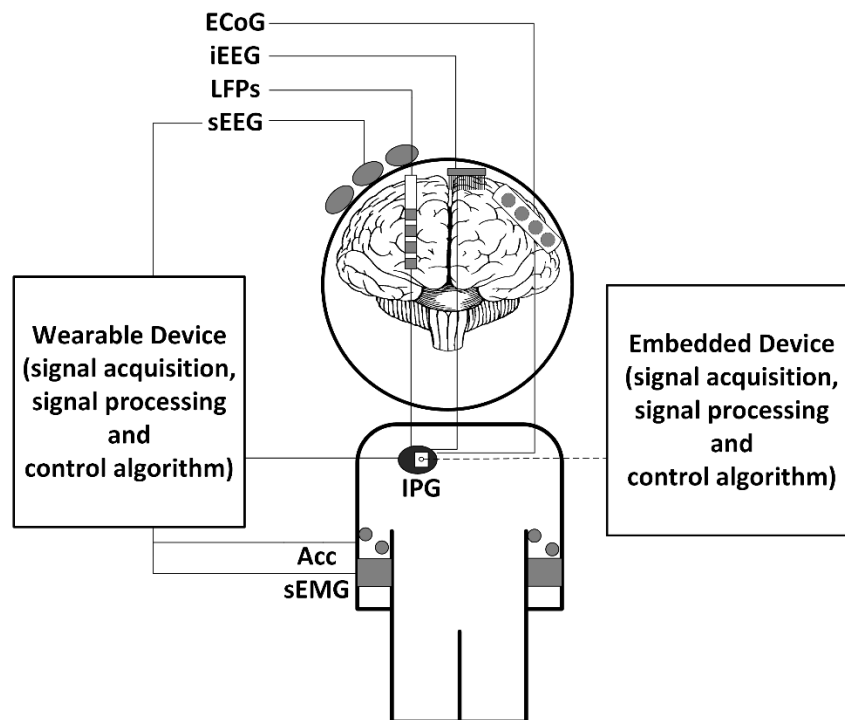 ECoG
iEEG
LFPs
sEEG
Wearable Device
(signal acquisition,
signal processing
and
control algorithm)
Embedded Device
(signal acquisition,
signal processing
and
control algorithm)
IPG
Acc
sEMG